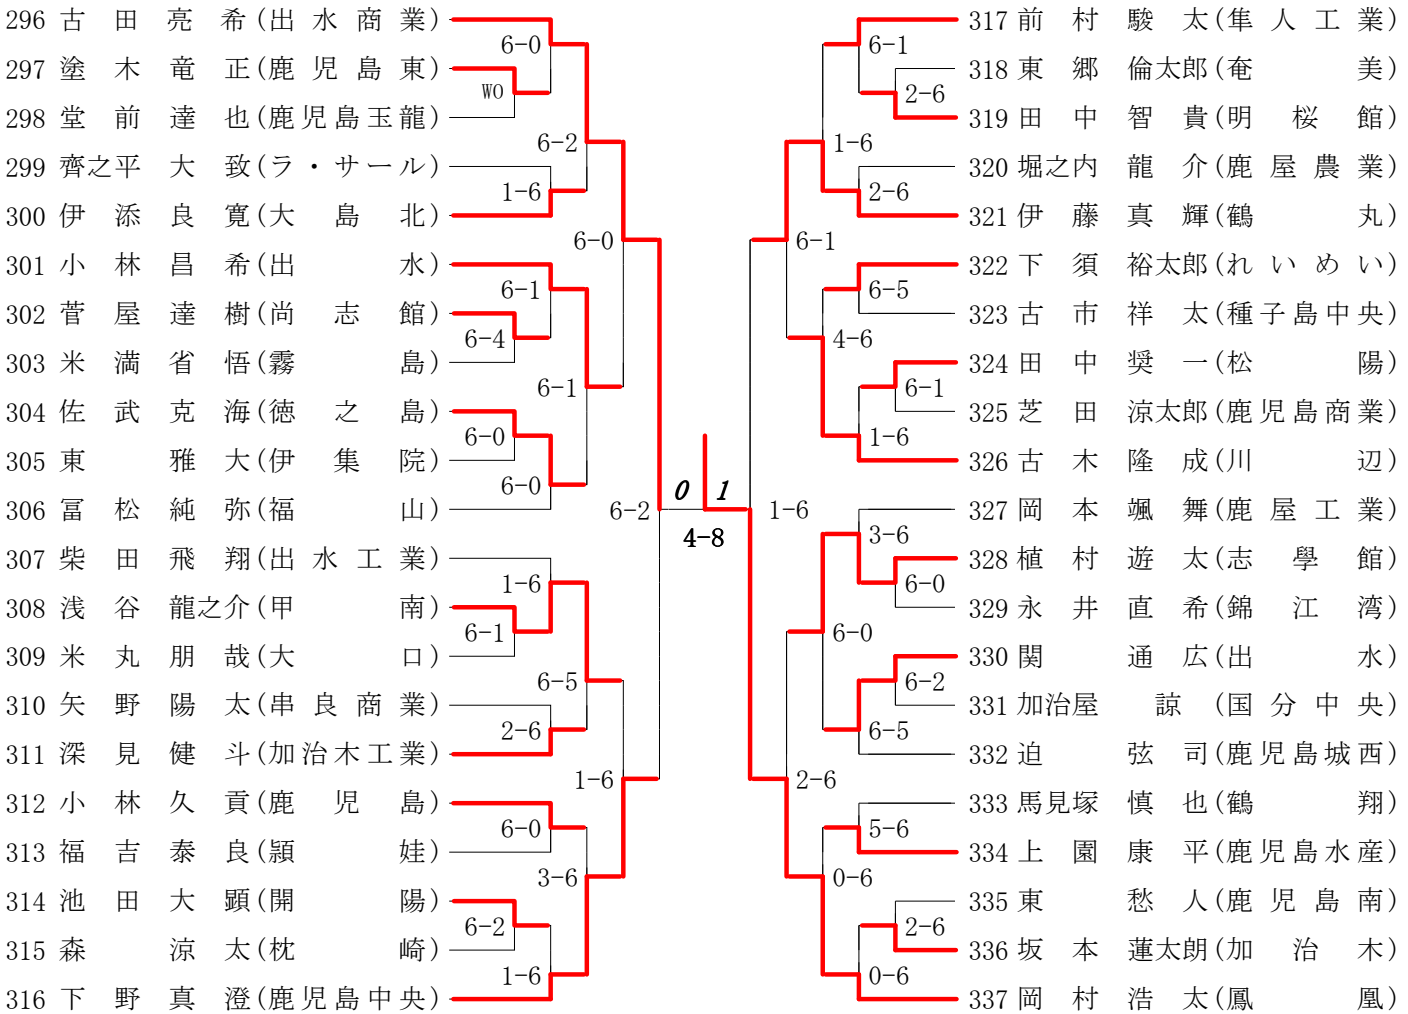 296 古田亮希(出水商業)
6-0
297 塗木竜正(鹿児島東)
WO
298 堂前達也(鹿児島玉龍)
6-2
299 齊之平大致(ラ・サール)
1-6
300 伊添良寛(大島北)
6-0
301 小林昌希(出水)
6-1
302 菅屋達樹(尚志館)
6-4
303 米満省悟(霧島)
6-1
304 佐武克海(徳之島)
6-0
305 東雅大(伊集院)
6-0
306 冨松純弥(福山)
6-2
307 柴田飛翔(出水工業)
1-6
308 浅谷龍之介(甲南)
6-1
309 米丸朋哉(大口)
6-5
310 矢野陽太(串良商業)
2-6
311 深見健斗(加治木工業)
1-6
312 小林久貢(鹿児島)
6-0
313 福吉泰良(頴娃)
3-6
314 池田大顕(開陽)
6-2
315 森涼太(枕崎)
1-6
316 下野真澄(鹿児島中央)
0 1
4-8
317 前村駿太(隼人工業)
6-1
318 東郷倫太郎(奄美)
2-6
319 田中智貴(明桜館)
1-6
320 堀之内龍介(鹿屋農業)
2-6
321 伊藤真輝(鶴丸)
6-1
322 下須裕太郎(れいめい)
6-5
323 古市祥太(種子島中央)
4-6
324 田中奨一(松陽)
6-1
325 芝田涼太郎(鹿児島商業)
1-6
326 古木隆成(川辺)
1-6
327 岡本颯舞(鹿屋工業)
3-6
328 植村遊太(志學館)
6-0
329 永井直希(錦江湾)
6-0
330 関通広(出水)
6-2
331 加治屋諒(国分中央)
6-5
332 迫弦司(鹿児島城西)
2-6
333 馬見塚慎也(鶴翔)
5-6
334 上園康平(鹿児島水産)
0-6
335 東愁人(鹿児島南)
2-6
336 坂本蓮太朗(加治木)
0-6
337 岡村浩太(鳳凰)